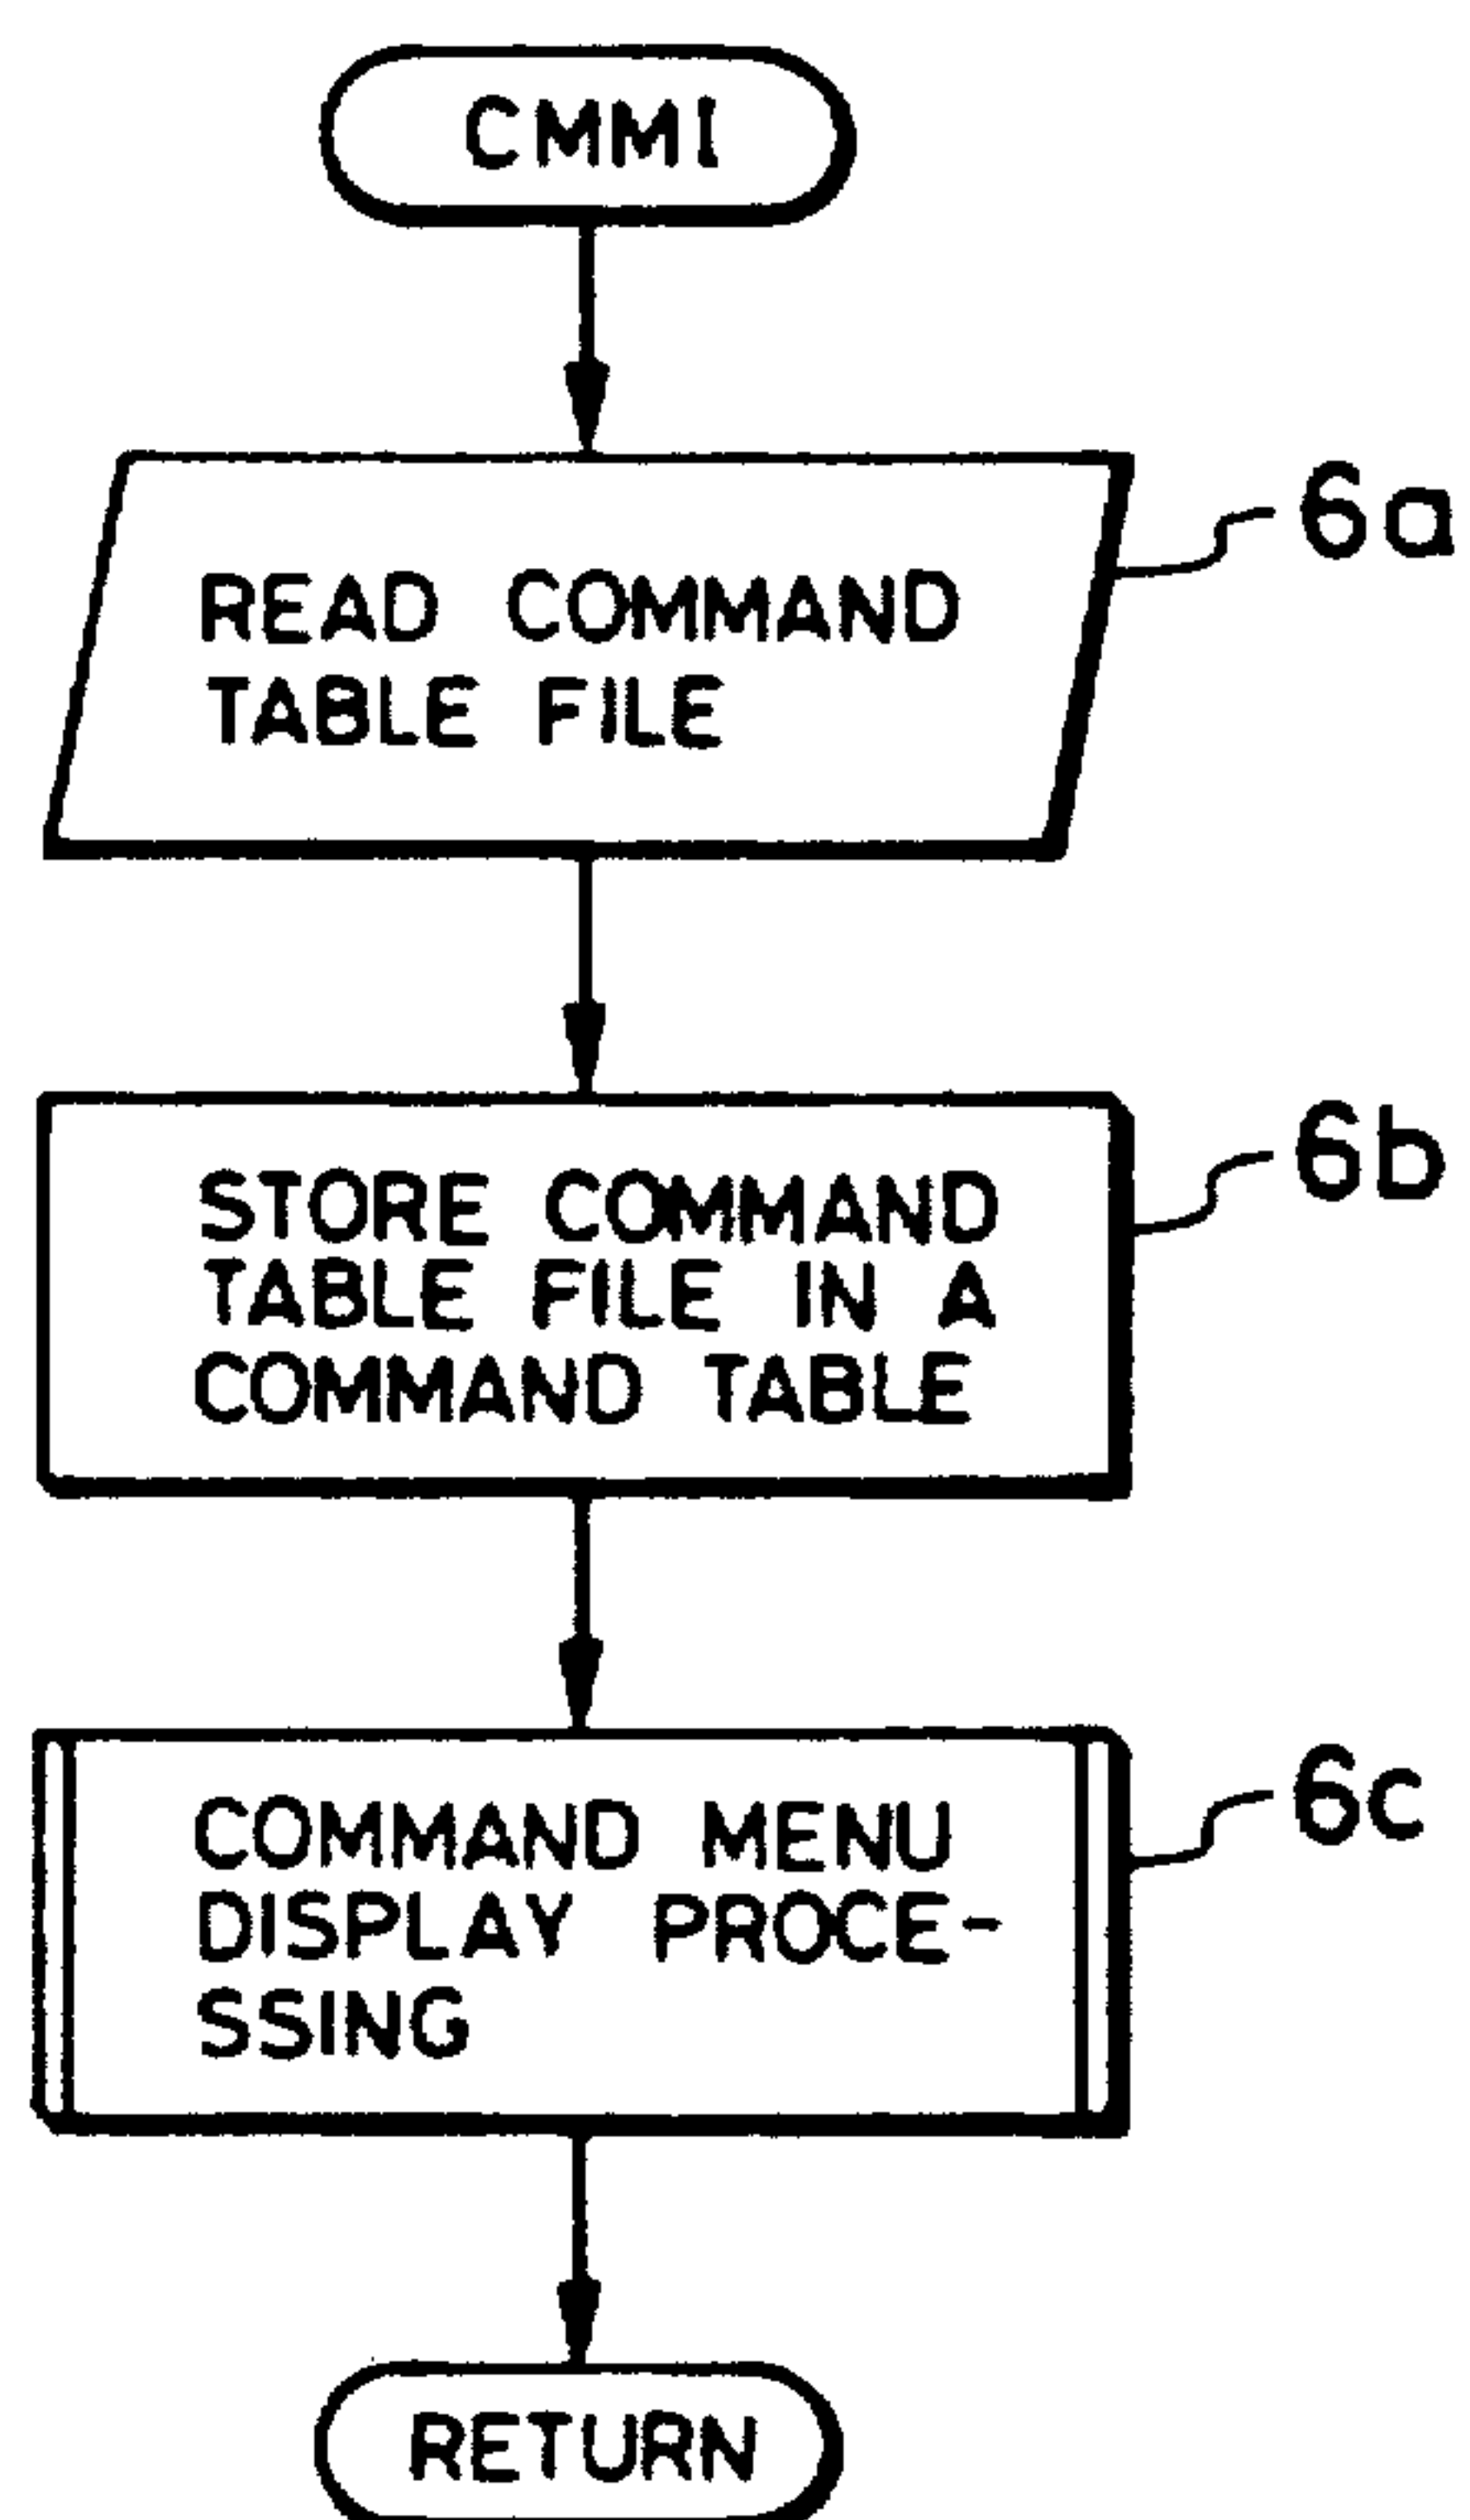 CMMI
6a
READ COMMAND
TABLE FILE
6b
STORE COMMAND
TABLE FILE IN A
COMMAND TABLE
6c
COMMAND MENU
DISPLAY PROCE-
SSING
RETURN